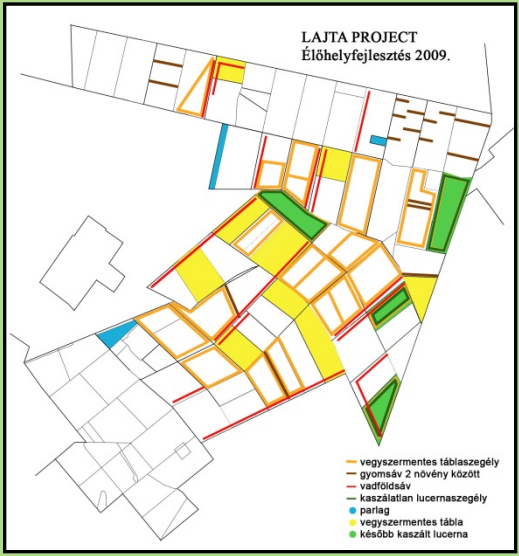 LAJTA PROJECT
Élőhelyfejlesztés 2009.
vegyszermentes táblaszegély
gyomsáv 2 növény között
vadföldsáv
kaszálatlan lucernaszegély
parlag
vegyszermentes tábla
később kaszált lucerna